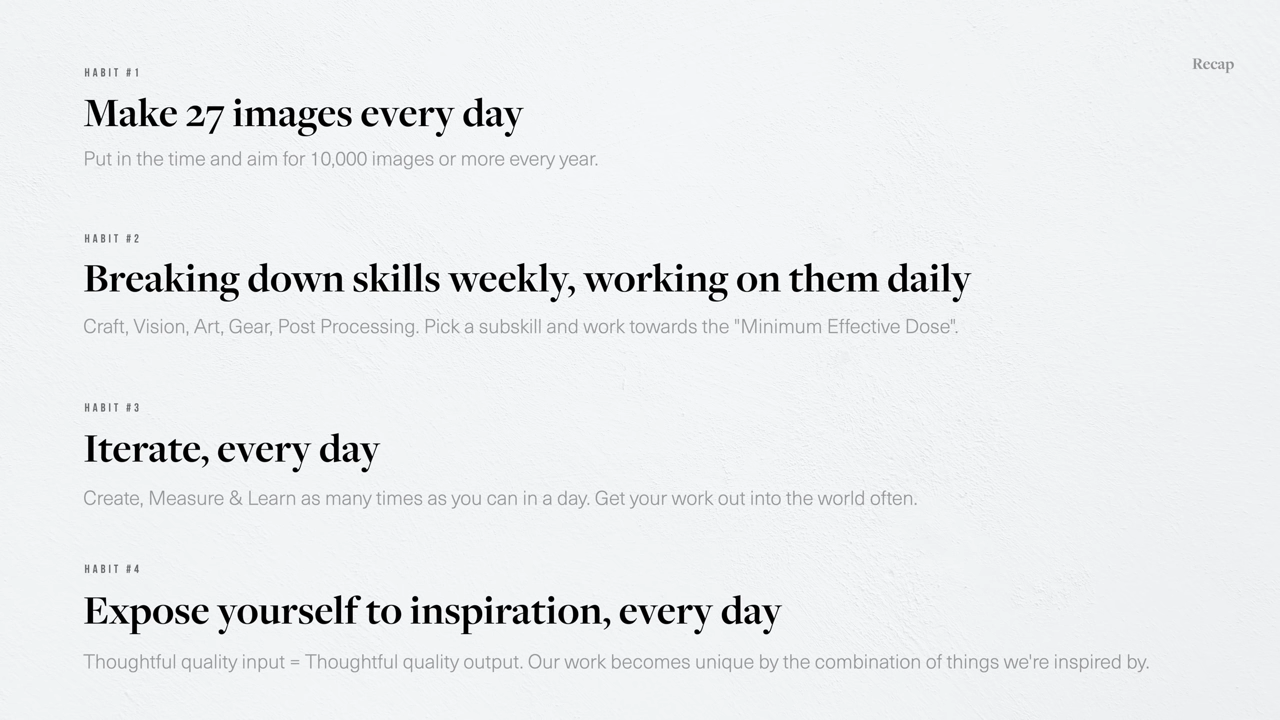 Recap
HABIT #1
Make 27 images every day
Put in the time and aim for 10,000 images or more every year.
HABIT #2
Breaking down skills weekly, working on them daily
Craft, Vision, Art, Gear, Post Processing. Pick a subskill and work towards the "Minimum Effective Dose".
HABIT #3
Iterate, every day
Create, Measure & Learn as many times as you can in a day. Get your work out into the world often.
HABIT #4
Expose yourself to inspiration, every day
Thoughtful quality input = Thoughtful quality output. Our work becomes unique by the combination of things we're inspired by.